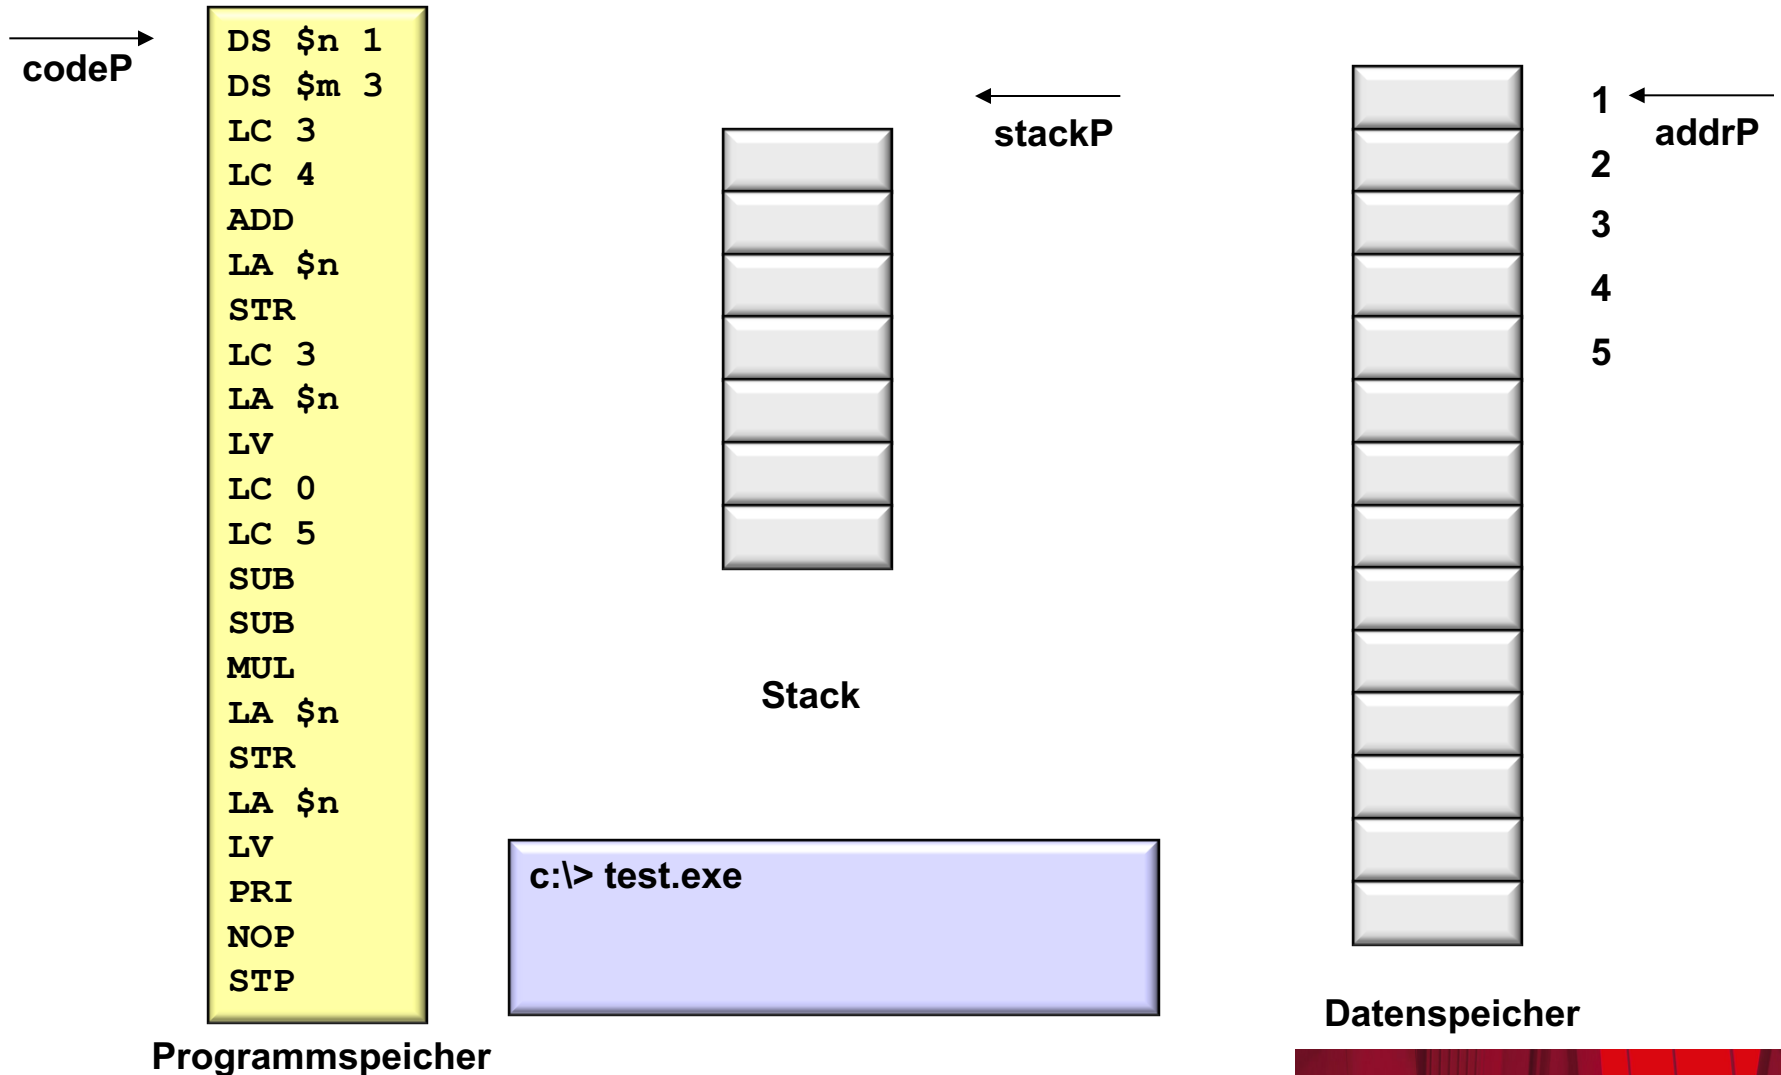 codeP
DS $n 1
DS $m 3
LC 3
LC 4
ADD
LA $n
STR
LC 3
LA $n
LV
LC 0
LC 5
SUB
SUB
MUL
LA $n
STR
LA $n
LV
PRI
NOP
STP
Programmspeicher
stackP
Stack
c:\> test.exe
1
2
3
4
5
addrP
Datenspeicher